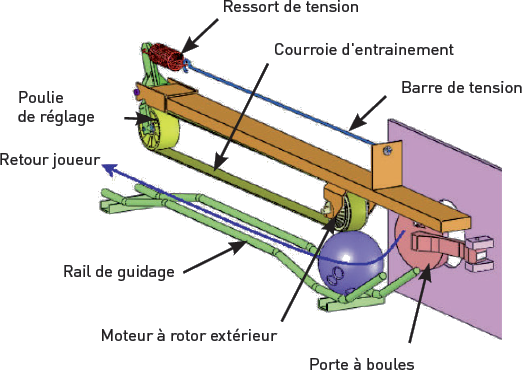 Ressort de tension
Courroie d'entrainement
Barre de tension
Poulie
de réglage
Retour joueur
Rail de guidage
Moteur à rotor extérieur
Porte à boules